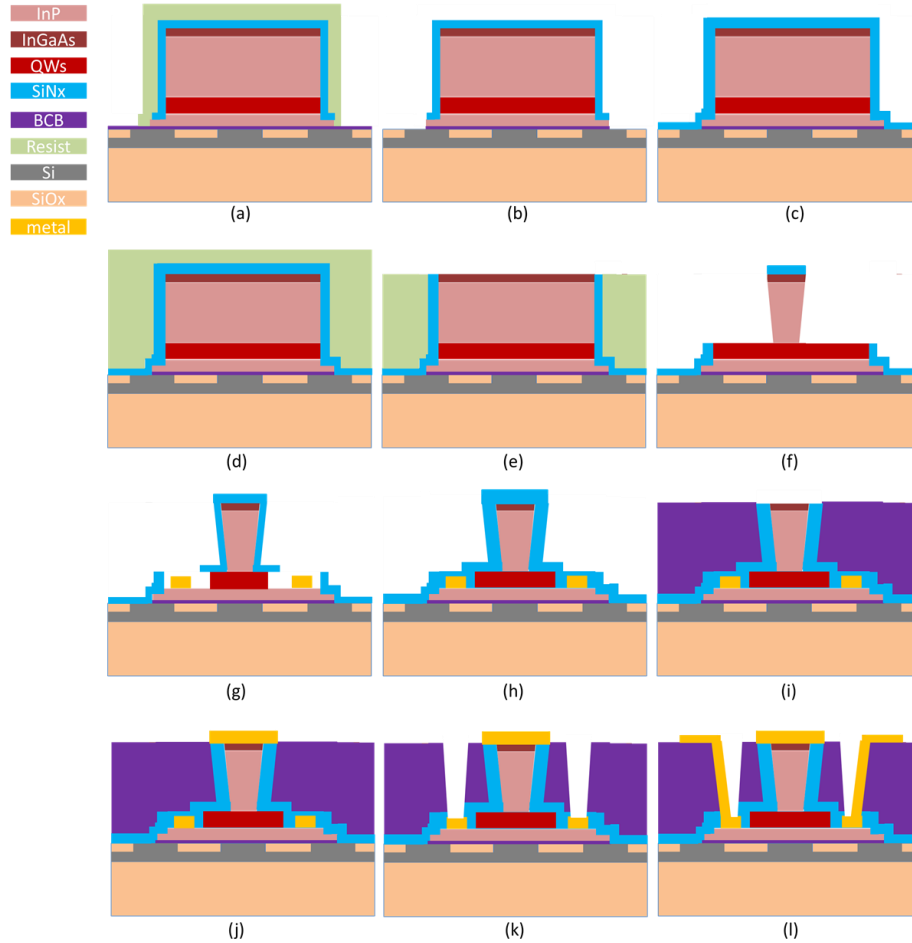 InP
InGaAs
QWs
SiNx
BCB
Resist
Si
SiOx
metal
(a) (b) (c)
(d) (e) (f)
(g) (h) (i)
(j) (k) (l)